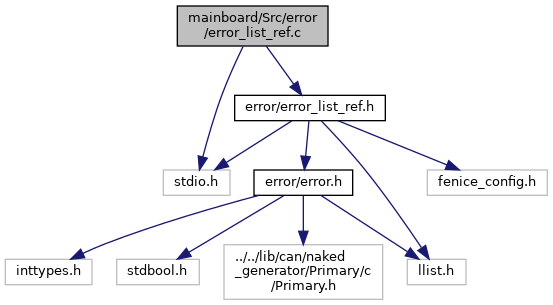 mainboard/Src/error
/error_list_ref.c
error/error_list_ref.h
stdio.h
error/error.h
fenice_config.h
inttypes.h
stdbool.h
../../lib/can/naked
_generator/Primary/c
/Primary.h
llist.h